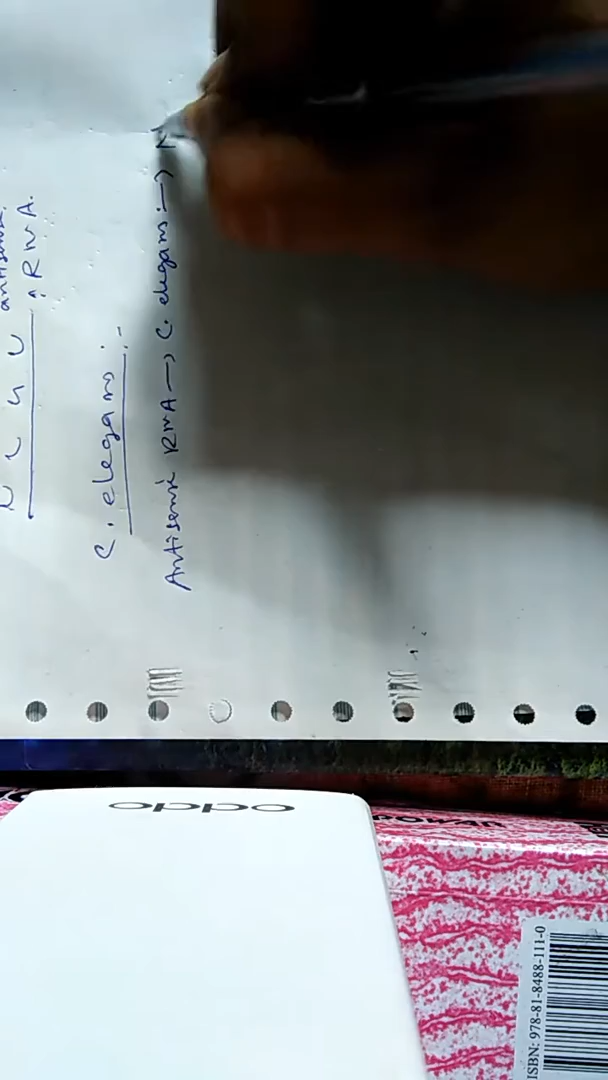 antisense
RNA.
C. elegans :-
Antisense RNA → C. elegans :→
oppo
ISBN: 978-81-8488-111-0